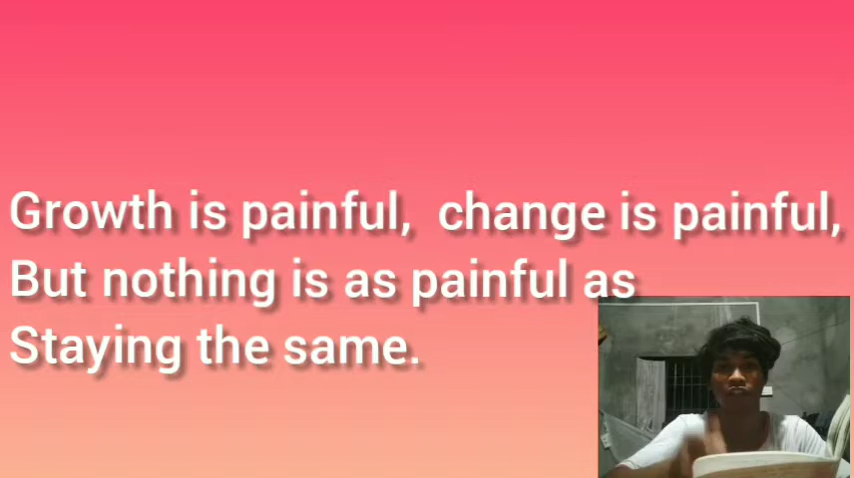 Growth is painful, change is painful,
But nothing is as painful as
Staying the same.